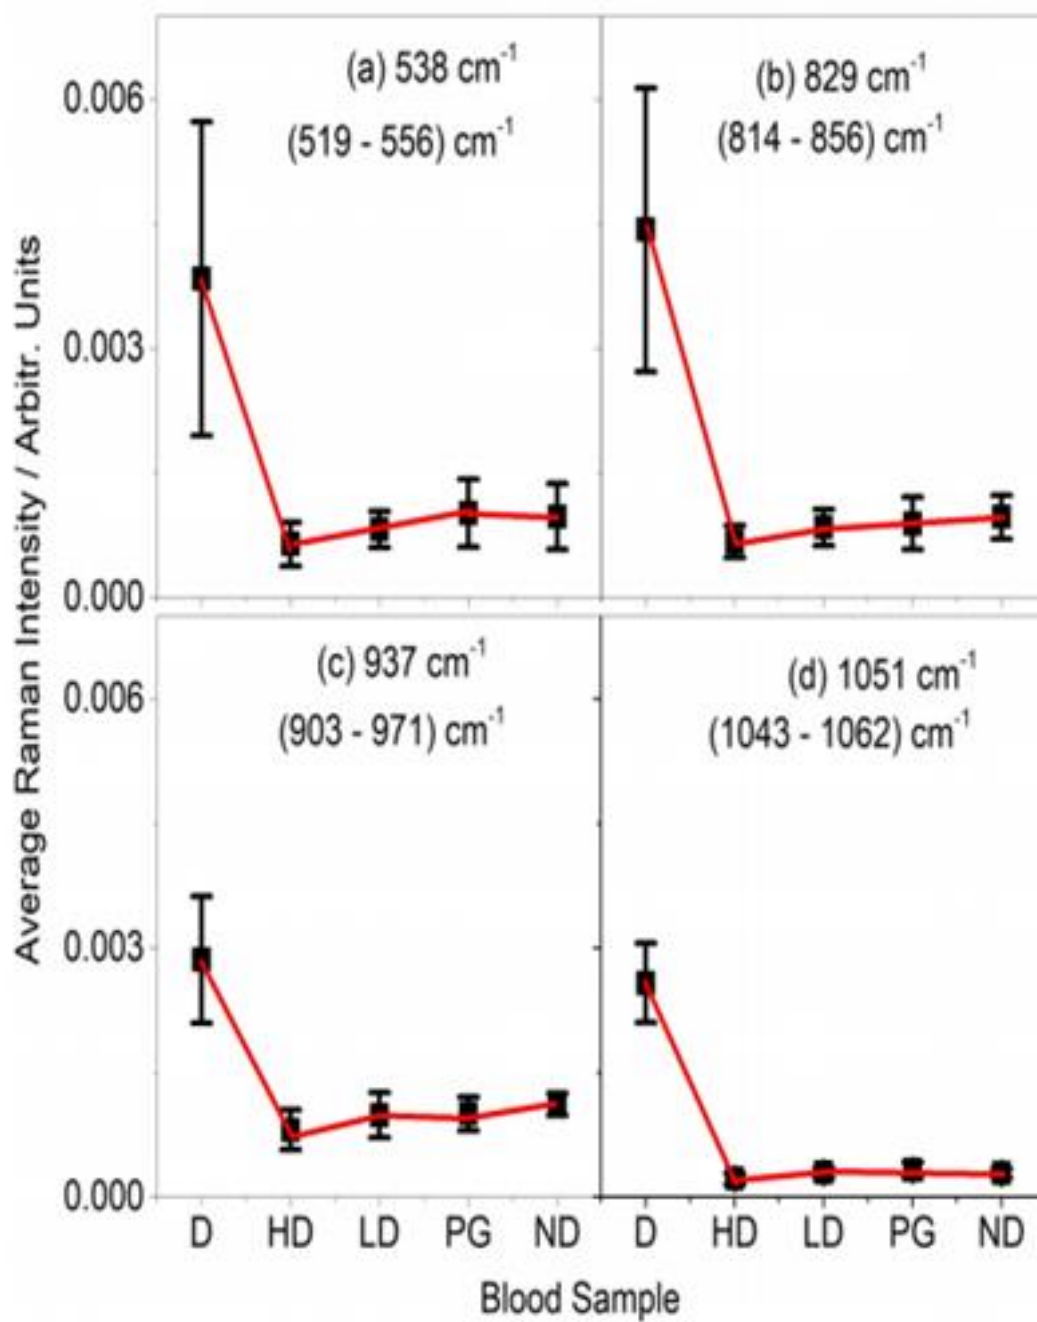 Average Raman Intensity / Arbitr. Units
(a) 538 cm⁻¹
(519 - 556) cm⁻¹
0.006
0.003
0.000
(b) 829 cm⁻¹
(814 - 856) cm⁻¹
(c) 937 cm⁻¹
(903 - 971) cm⁻¹
0.006
0.003
0.000
D HD LD PG ND
(d) 1051 cm⁻¹
(1043 - 1062) cm⁻¹
D HD LD PG ND
Blood Sample